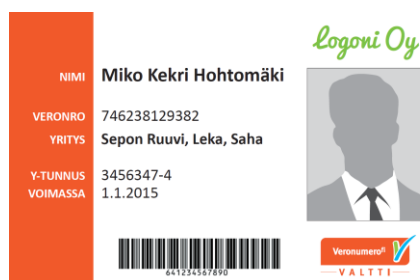 Logoni Oy
NIMI Miko Kekri Hohtomäki
VERONRO 746238129382
YRITYS Sepon Ruuvi, Leka, Saha
Y-TUNNUS 3456347-4
VOIMASSA 1.1.2015
641234567890
Veronumero®
VALTTI